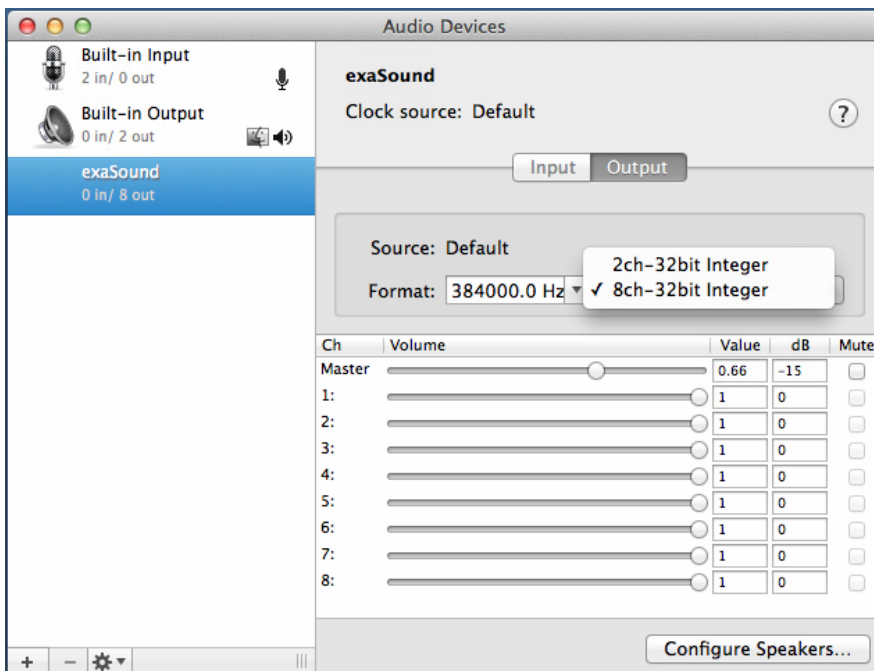 Audio Devices
Built-in Input
2 in/ 0 out
Built-in Output
0 in/ 2 out
exaSound
0 in/ 8 out
exaSound
Clock source: Default
?
Input Output
Source: Default
2ch-32bit Integer
Format: 384000.0 Hz ✓ 8ch-32bit Integer
Ch Volume Value dB Mute
Master 0.66 -15
1: 1 0
2: 1 0
3: 1 0
4: 1 0
5: 1 0
6: 1 0
7: 1 0
8: 1 0
Configure Speakers...